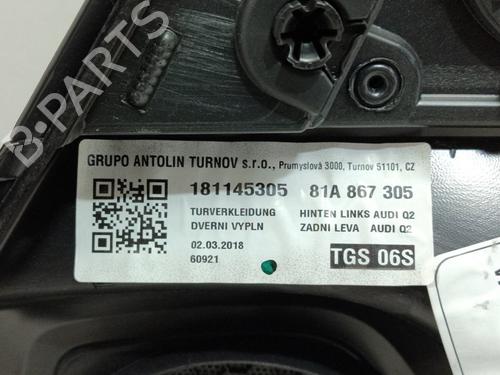 B-PARTS
GRUPO ANTOLIN TURNOV s.r.o., Prumyslová 3000, Turnov 51101, CZ
181145305 81A 867 305
TURVERKLEIDUNG HINTEN LINKS AUDI Q2
DVERNI VYPLN ZADNI LEVA AUDI Q2
02.03.2018
60921
TGS 06S